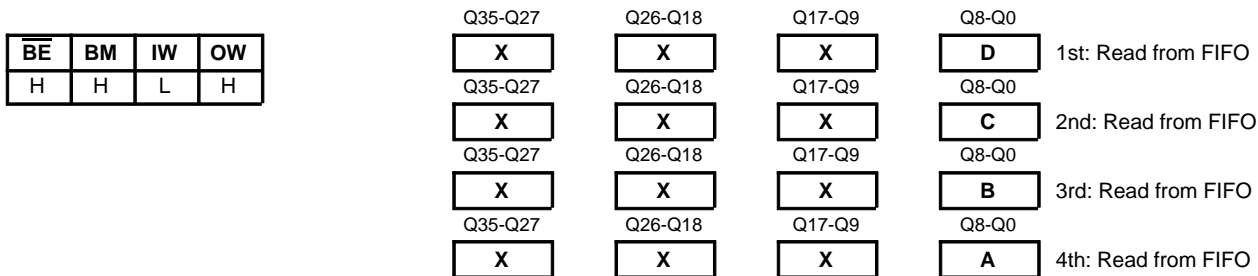 Q35-Q27 Q26-Q18 Q17-Q9 Q8-Q0
BE BM IW OW X X X D 1st: Read from FIFO
H H L H Q35-Q27 Q26-Q18 Q17-Q9 Q8-Q0
X X X C 2nd: Read from FIFO
Q35-Q27 Q26-Q18 Q17-Q9 Q8-Q0
X X X B 3rd: Read from FIFO
Q35-Q27 Q26-Q18 Q17-Q9 Q8-Q0
X X X A 4th: Read from FIFO